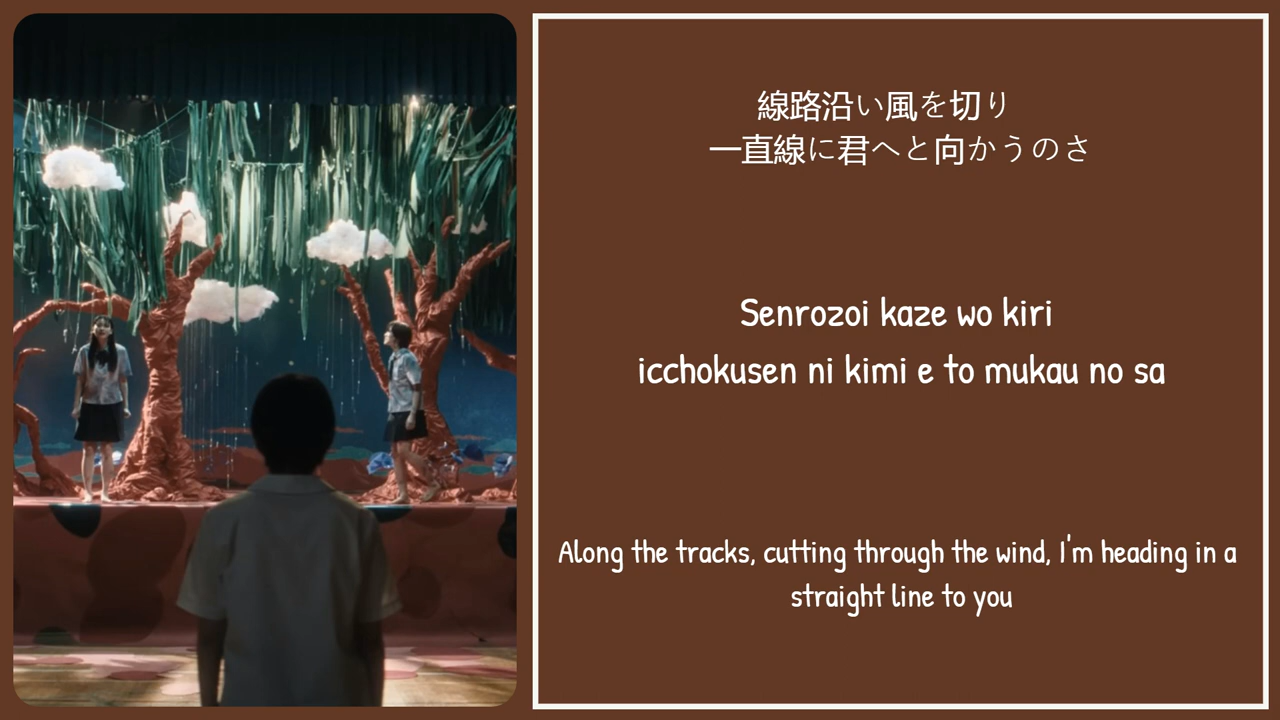 線路沿い風を切り
一直線に君へと向かうのさ
Senrozoi kaze wo kiri
icchokusen ni kimi e to mukau no sa
Along the tracks, cutting through the wind, I'm heading in a
straight line to you